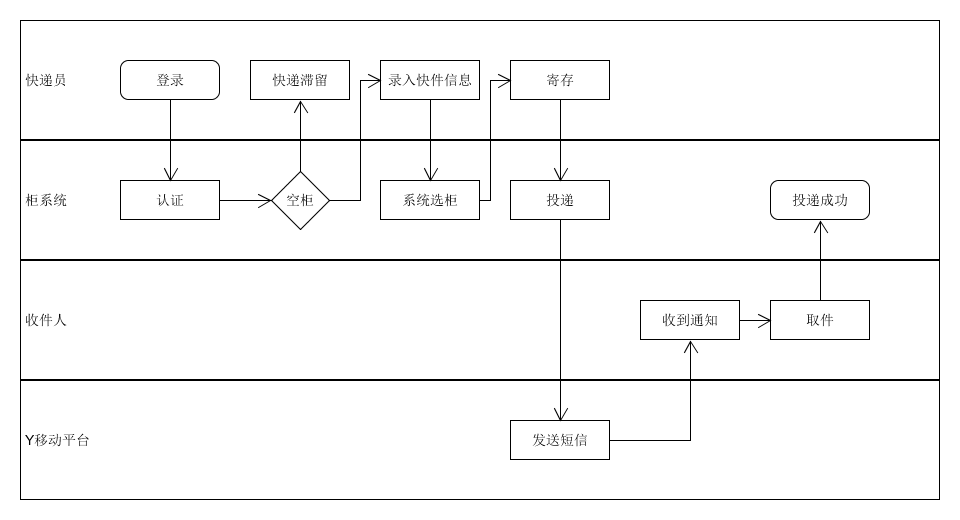 快递员
登录
快递滞留
录入快件信息
寄存
柜系统
认证
空柜
系统选柜
投递
投递成功
收件人
收到通知
取件
Y移动平台
发送短信